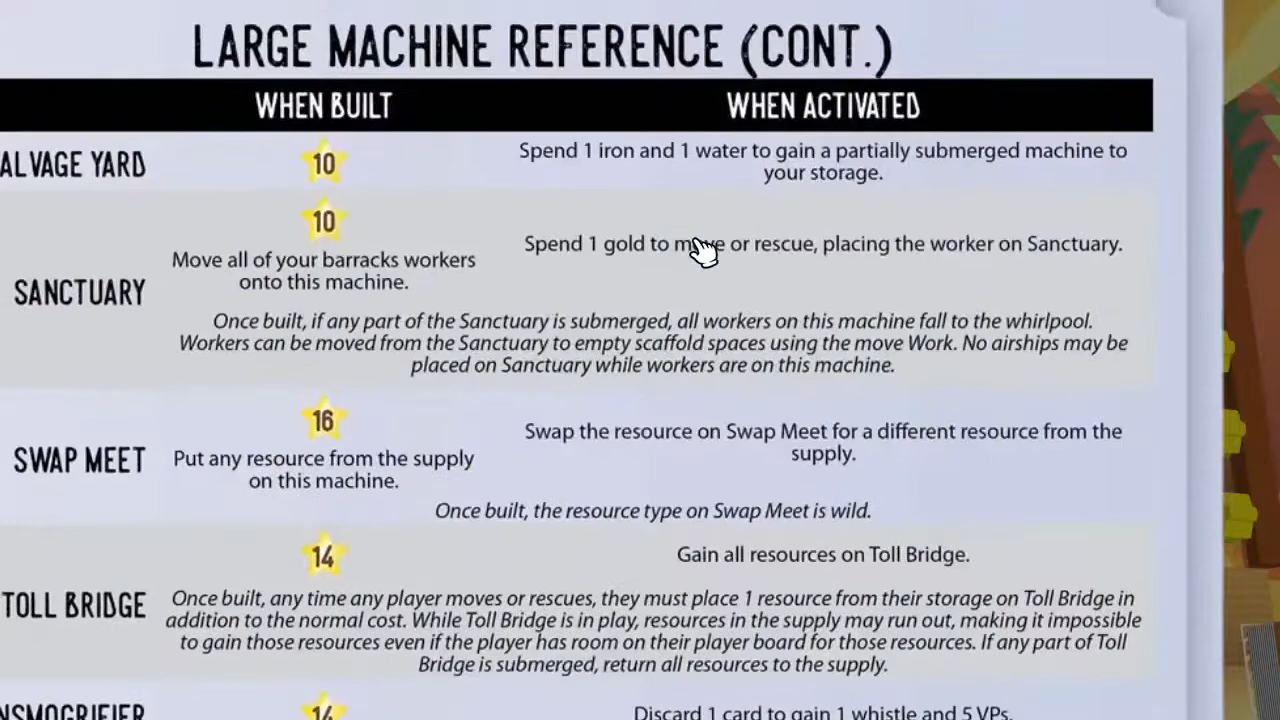 LARGE MACHINE REFERENCE (CONT.)
WHEN BUILT WHEN ACTIVATED
ALVAGE YARD
10
Spend 1 iron and 1 water to gain a partially submerged machine to
your storage.
SANCTUARY
10
Move all of your barracks workers
onto this machine.
Spend 1 gold to move or rescue, placing the worker on Sanctuary.
Once built, if any part of the Sanctuary is submerged, all workers on this machine fall to the whirlpool.
Workers can be moved from the Sanctuary to empty scaffold spaces using the move Work. No airships may be
placed on Sanctuary while workers are on this machine.
SWAP MEET
16
Put any resource from the supply
on this machine.
Swap the resource on Swap Meet for a different resource from the
supply.
Once built, the resource type on Swap Meet is wild.
TOLL BRIDGE
14
Gain all resources on Toll Bridge.
Once built, any time any player moves or rescues, they must place 1 resource from their storage on Toll Bridge in
addition to the normal cost. While Toll Bridge is in play, resources in the supply may run out, making it impossible
to gain those resources even if the player has room on their player board for those resources. If any part of Toll
Bridge is submerged, return all resources to the supply.
NSMOGRIFIER
14
Discard 1 card to gain 1 whistle and 5 VPs.